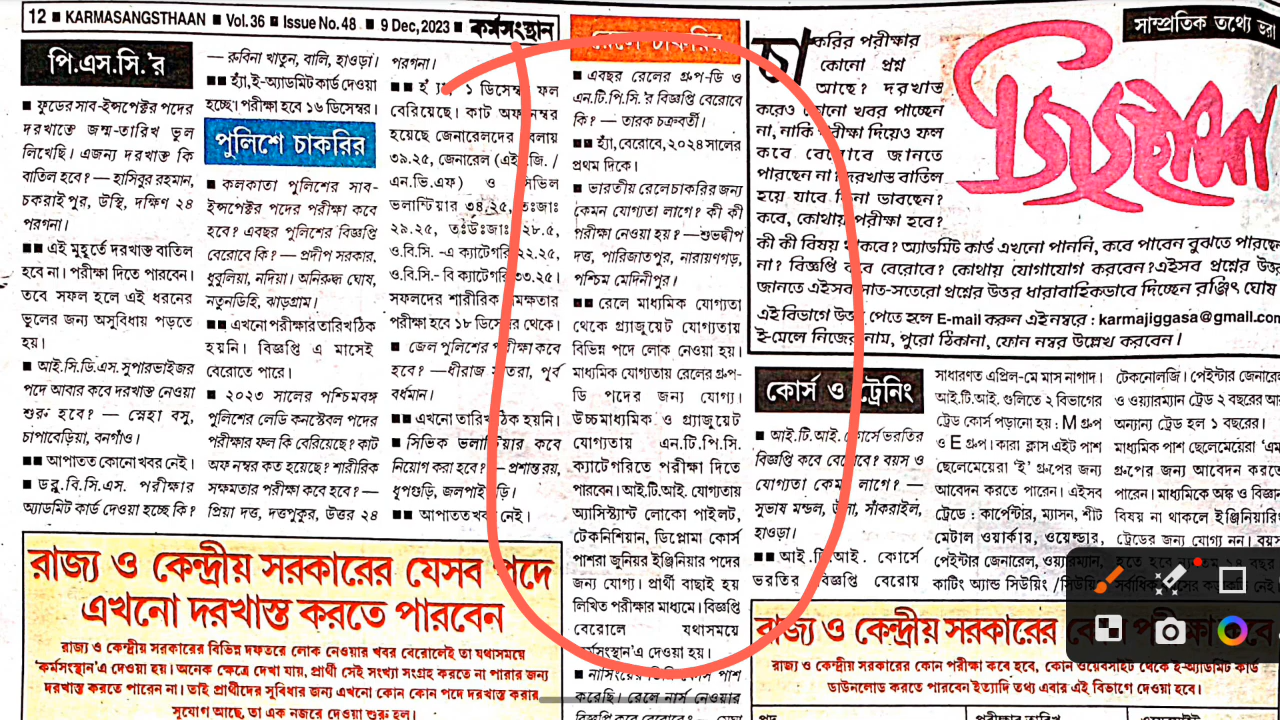 12 ■ KARMASANGSTHAAN ■ Vol. 36 ■ Issue No. 48 ■ 9 Dec, 2023 ■ কর্মসংস্থান
পি.এস.সি.'র
■ ফুডের সাব-ইন্সপেক্টর পদের
দরখাস্তে জন্ম-তারিখ ভুল
লিখেছি। এজন্য দরখাস্ত কি
বাতিল হবে? — হাসিবুর রহমান,
চকরাই পুর, উস্থি, দক্ষিণ ২৪
পরগনা।
■■ এই মুহূর্তে দরখাস্ত বাতিল
হবে না। পরীক্ষা দিতে পারবেন।
তবে সফল হলে এই ধরনের
ভুলের জন্য অসুবিধায় পড়তে
হয়।
■ আই.সি.ডি.এস. সুপারভাইজর
পদে আবার কবে দরখাস্ত নেওয়া
শুরু হবে? — স্নেহা বসু,
চাপাবেড়িয়া, বনগাঁও।
■■ আপাতত কোনো খবর নেই।
■ ডব্লু.বি.সি.এস. পরীক্ষার
অ্যাডমিট কার্ড দেওয়া হচ্ছে কি?
— রুবিনা খাতুন, বালি, হাওড়া।
■■ হ্যাঁ, ই-অ্যাডমিট কার্ড দেওয়া
হচ্ছে। পরীক্ষা হবে ১৬ ডিসেম্বর।
পুলিশে চাকরির
■ কলকাতা পুলিশের সাব-
ইন্সপেক্টর পদের পরীক্ষা কবে
হবে? এবছর পুলিশের বিজ্ঞপ্তি
বেরোবে কি? — প্রদীপ সরকার,
ধুবুলিয়া, নদিয়া। অনিরুদ্ধ ঘোষ,
নতুনডিহি, ঝাড়গ্রাম।
■■ এখনো পরীক্ষার তারিখ ঠিক
হয়নি। বিজ্ঞপ্তি এ মাসেই
বেরোতে পারে।
■ ২০২৩ সালের পশ্চিমবঙ্গ
পুলিশের লেডি কনস্টেবল পদের
পরীক্ষার ফল কি বেরিয়েছে? কাট
অফ নম্বর কত হয়েছে? শারীরিক
সক্ষমতার পরীক্ষা কবে হবে? —
প্রিয়া দত্ত, দত্তপুকুর, উত্তর ২৪
পরগনা।
■■ ১ ডিসেম্বর ফল
বেরিয়েছে। কাট অফ নম্বর
হয়েছে জেনারেলদের বেলায়
৩৯.২৫, জেনারেল
এন.ভি.এফ) ও সিভিল
ভলান্টিয়ার ৩৪.২৫, তঃজাঃ
২৯.২৫, তঃউঃজাঃ ২৮.৫,
ও.বি.সি. -এ ক্যাটেগরি ২২.২৫,
ও.বি.সি.- বি ক্যাটেগরি ৩৩.২৫।
সফলদের শারীরিক সক্ষমতার
পরীক্ষা হবে ১৮ ডিসেম্বর থেকে।
■ জেল পুলিশের পরীক্ষা কবে
হবে? —ধীরাজ পূর্ব
বর্ধমান।
■■ এখনো তারিখ ঠিক হয়নি।
■ সিভিক ভলান্টিয়ার কবে
নিয়োগ করা হবে? — প্রশান্ত রয়,
ধূপগুড়ি, জলপাইগুড়ি।
■■ আপাতত খবর নেই।
রেলে চাকরির
■ এবছর রেলের গ্রুপ-ডি ও
এন.টি.পি.সি.'র বিজ্ঞপ্তি বেরোবে
কি? — তারক চক্রবর্তী।
■■ হ্যাঁ, বেরোবে, ২০২৪ সালের
প্রথম দিকে।
■ ভারতীয় রেলে চাকরির জন্য
কেমন যোগ্যতা লাগে? কী কী
পরীক্ষা নেওয়া হয়? —শুভদ্বীপ
দত্ত, পারিজাতপুর, নারায়ণগড়,
পশ্চিম মেদিনীপুর।
■■ রেলে মাধ্যমিক যোগ্যতা
থেকে গ্র্যাজুয়েট যোগ্যতায়
বিভিন্ন পদে লোক নেওয়া হয়।
মাধ্যমিক যোগ্যতায় রেলের গ্রুপ-
ডি পদের জন্য যোগ্য।
উচ্চমাধ্যমিক ও গ্র্যাজুয়েট
যোগ্যতায় এন.টি.পি.সি.
ক্যাটেগরিতে পরীক্ষা দিতে
পারবেন। আই.টি.আই. যোগ্যতায়
অ্যাসিস্ট্যান্ট লোকো পাইলট,
টেকনিশিয়ান, ডিপ্লোমা কোর্স
পাশরা জুনিয়র ইঞ্জিনিয়ার পদের
জন্য যোগ্য। প্রার্থী বাছাই হয়
লিখিত পরীক্ষার মাধ্যমে। বিজ্ঞপ্তি
বেরোলে যথাসময়ে
'কর্মসংস্থান'এ দেওয়া হয়।
■ নার্সিংয়ের পাশ
করেছি। রেলে নার্স নেওয়ার
সাম্প্রতিক তথ্যে ভরা
জিজ্ঞাসা
চাকরির পরীক্ষার
কোনো প্রশ্ন
আছে? দরখাস্ত
করেও কোনো খবর পাচ্ছেন
না, নাকি পরীক্ষা দিয়েও ফল
কবে বেরোবে জানতে
পারছেন না? দরখাস্ত বাতিল
হয়ে যাবে কিনা ভাবছেন?
কবে, কোথায় পরীক্ষা হবে?
কী কী বিষয় থাকবে? অ্যাডমিট কার্ড এখনো পাননি, কবে পাবেন বুঝতে পারছেন
না? বিজ্ঞপ্তি কবে বেরোবে? কোথায় যোগাযোগ করবেন? এইসব প্রশ্নের উত্তর
জানতে এইসব সাত-সতেরো প্রশ্নের উত্তর ধারাবাহিকভাবে দিচ্ছেন রঞ্জিৎ ঘোষ
এই বিভাগে উত্তর পেতে হলে E-mail করুন এই নম্বরে : karmajiggasa@gmail.com
ই-মেলে নিজের নাম, পুরো ঠিকানা, ফোন নম্বর উল্লেখ করবেন।
কোর্স ও ট্রেনিং
■ আই.টি.আই. কোর্সে ভরতির
বিজ্ঞপ্তি কবে বেরোবে? বয়স ও
যোগ্যতা কেমন লাগে? —
সুভাষ মন্ডল, সাঁকরাইল,
হাওড়া।
■■ আই.টি.আই. কোর্সে
ভরতির বিজ্ঞপ্তি বেরোয়
সাধারণত এপ্রিল-মে মাস নাগাদ।
আই.টি.আই. গুলিতে ২ বিভাগের
ট্রেড কোর্স পড়ানো হয় : M গ্রুপ
ও E গ্রুপ। কারা ক্লাস এইট পাশ
ছেলেমেয়েরা 'ই' গ্রুপের জন্য
আবেদন করতে পারেন। এইসব
ট্রেডে : কার্পেন্টার, ম্যাসন, শীট
মেটাল ওয়ার্কার, ওয়েল্ডার,
পেইন্টার জেনারেল, ওয়্যারম্যান,
কাটিং অ্যান্ড সিউয়িং
টেকনোলজি। পেইন্টার জেনারেল
ও ওয়্যারম্যান ট্রেড ২ বছরের আর
অন্যান্য ট্রেড হল ১ বছরের।
মাধ্যমিক পাশ ছেলেমেয়েরা 'এম'
গ্রুপের জন্য আবেদন করতে
পারেন। মাধ্যমিকে অঙ্ক ও বিজ্ঞান
বিষয় না থাকলে ইঞ্জিনিয়ারিং
ট্রেডের জন্য যোগ্য নন। বয়স
রাজ্য ও কেন্দ্রীয় সরকারের যেসব পদে
এখনো দরখাস্ত করতে পারবেন
রাজ্য ও কেন্দ্রীয় সরকারের বিভিন্ন দফতরে লোক নেওয়ার খবর বেরোলেই তা যথাসময়ে
'কর্মসংস্থান'এ দেওয়া হয়। অনেক ক্ষেত্রে দেখা যায়, প্রার্থী সেই সংখ্যা সংগ্রহ করতে না পারার জন্য
দরখাস্ত করতে পারেন না। তাই প্রার্থীদের সুবিধার জন্য এখনো কোন কোন পদে দরখাস্ত করার
সুযোগ আছে, তা এক নজরে দেওয়া শুরু হল।
রাজ্য ও কেন্দ্রীয় সরকারের কোন পরীক্ষা কবে
রাজ্য ও কেন্দ্রীয় সরকারের কোন পরীক্ষা কবে হবে, কোন ওয়েবসাইট থেকে ই-অ্যাডমিট কার্ড
ডাউনলোড করতে পারবেন ইত্যাদি তথ্য এবার এই বিভাগে দেওয়া হবে।